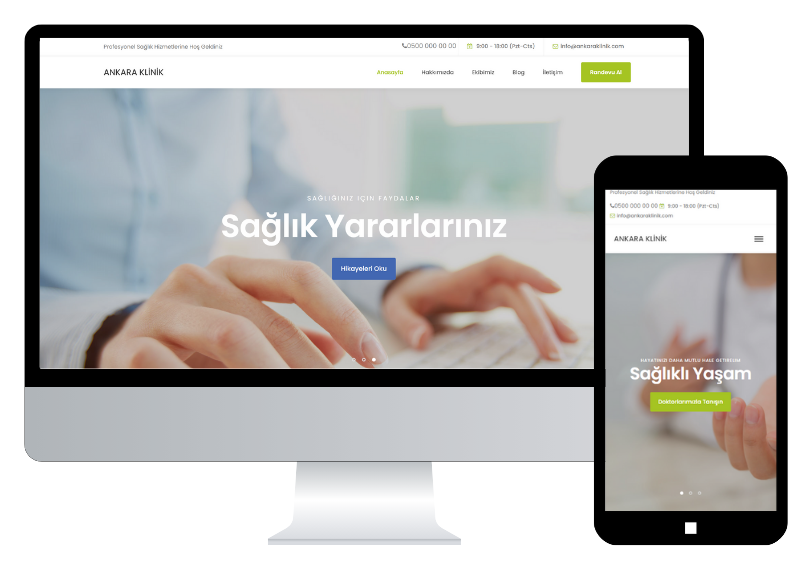 Profesyonel Sağlık Hizmetlerine Hoş Geldiniz
0500 000 00 00
9:00 - 18:00 (Pzt-Cts)
info@ankaraklinik.com
ANKARA KLİNİK
Anasayfa
Hakkımızda
Ekibimiz
Blog
İletişim
Randevu Al
SAĞLIĞINIZ IÇIN FAYDALAR
Sağlık Yararlarınız
Hikayeleri Oku
Profesyonel Sağlık Hizmetlerine Hoş Geldiniz
0500 000 00 00
9:00 - 18:00 (Pzt-Cts)
info@ankaraklinik.com
ANKARA KLİNİK
HAYATINIZI DAHA MUTLU HALE GETIRELIM
Sağlıklı Yaşam
Doktorlarımızla Tanışın